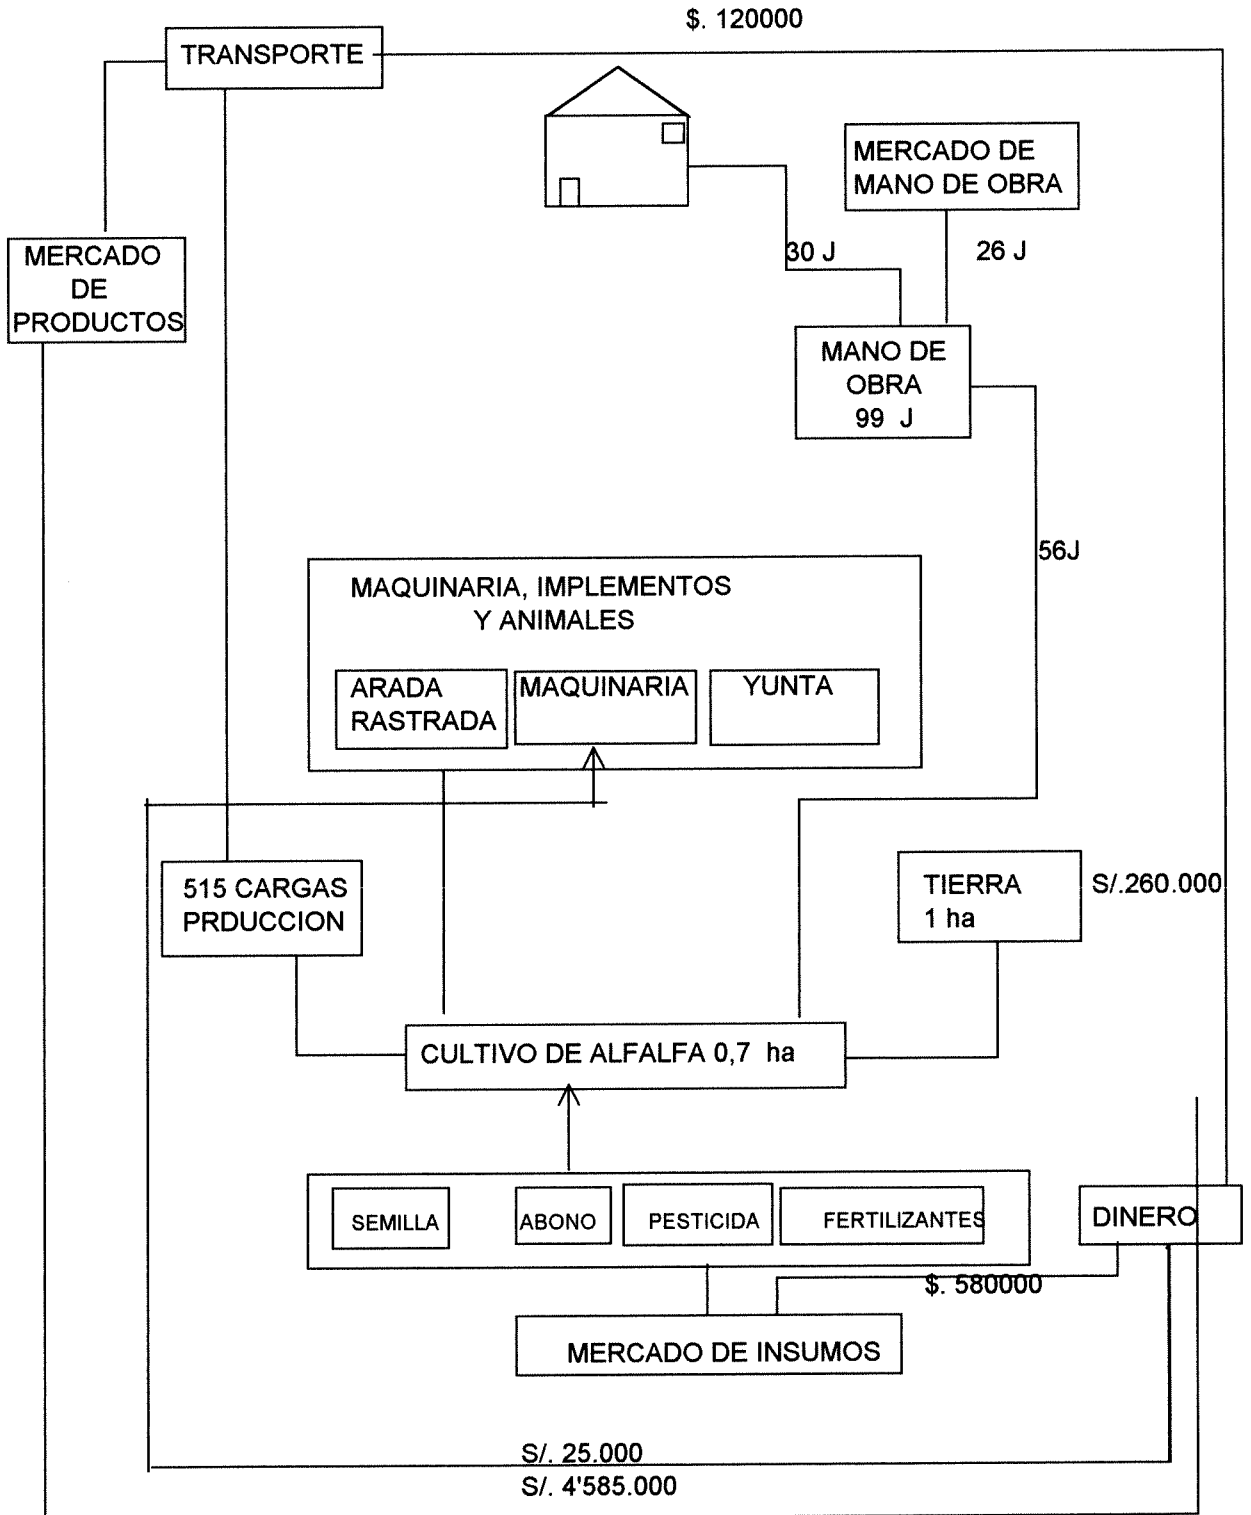 $. 120000
TRANSPORTE
MERCADO DE
MANO DE OBRA
MERCADO
DE
PRODUCTOS
30 J
26 J
MANO DE
OBRA
99 J
56J
MAQUINARIA, IMPLEMENTOS
Y ANIMALES
ARADA
RASTRADA
MAQUINARIA
YUNTA
515 CARGAS
PRDUCCION
TIERRA
1 ha
S/.260.000
CULTIVO DE ALFALFA 0,7 ha
SEMILLA
ABONO
PESTICIDA
FERTILIZANTES
DINERO
$. 580000
MERCADO DE INSUMOS
S/. 25.000
S/. 4'585.000